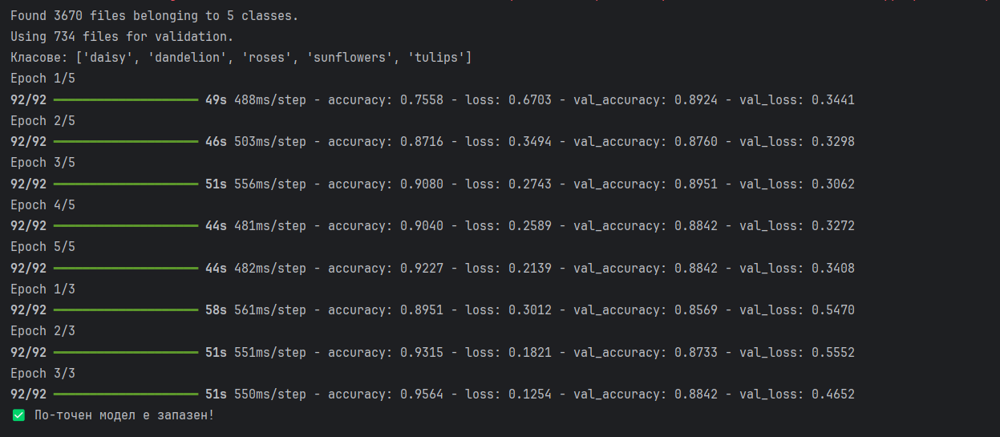 Found 3670 files belonging to 5 classes.
Using 734 files for validation.
Класове: ['daisy', 'dandelion', 'roses', 'sunflowers', 'tulips']
Epoch 1/5
92/92 ━━━━━━━━━━━━━━━━━━━━ 49s 488ms/step - accuracy: 0.7558 - loss: 0.6703 - val_accuracy: 0.8924 - val_loss: 0.3441
Epoch 2/5
92/92 ━━━━━━━━━━━━━━━━━━━━ 46s 503ms/step - accuracy: 0.8716 - loss: 0.3494 - val_accuracy: 0.8760 - val_loss: 0.3298
Epoch 3/5
92/92 ━━━━━━━━━━━━━━━━━━━━ 51s 556ms/step - accuracy: 0.9080 - loss: 0.2743 - val_accuracy: 0.8951 - val_loss: 0.3062
Epoch 4/5
92/92 ━━━━━━━━━━━━━━━━━━━━ 44s 481ms/step - accuracy: 0.9040 - loss: 0.2589 - val_accuracy: 0.8842 - val_loss: 0.3272
Epoch 5/5
92/92 ━━━━━━━━━━━━━━━━━━━━ 44s 482ms/step - accuracy: 0.9227 - loss: 0.2139 - val_accuracy: 0.8842 - val_loss: 0.3408
Epoch 1/3
92/92 ━━━━━━━━━━━━━━━━━━━━ 58s 561ms/step - accuracy: 0.8951 - loss: 0.3012 - val_accuracy: 0.8569 - val_loss: 0.5470
Epoch 2/3
92/92 ━━━━━━━━━━━━━━━━━━━━ 51s 551ms/step - accuracy: 0.9315 - loss: 0.1821 - val_accuracy: 0.8733 - val_loss: 0.5552
Epoch 3/3
92/92 ━━━━━━━━━━━━━━━━━━━━ 51s 550ms/step - accuracy: 0.9564 - loss: 0.1254 - val_accuracy: 0.8842 - val_loss: 0.4652
✅ По-точен модел е запазен!